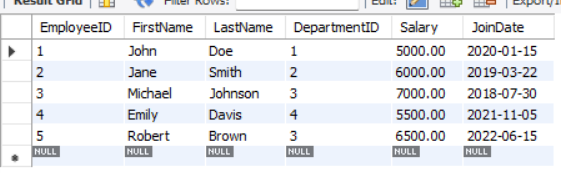 Result Grid Filter Rows: Edit: Export/I
EmployeeID FirstName LastName DepartmentID Salary JoinDate
1 John Doe 1 5000.00 2020-01-15
2 Jane Smith 2 6000.00 2019-03-22
3 Michael Johnson 3 7000.00 2018-07-30
4 Emily Davis 4 5500.00 2021-11-05
5 Robert Brown 3 6500.00 2022-06-15
NULL NULL NULL NULL NULL NULL